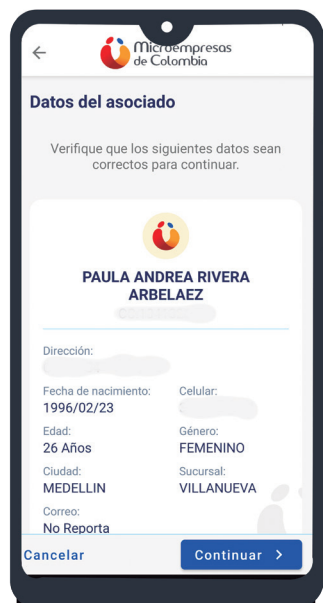 Microempresas
de Colombia
Datos del asociado
Verifique que los siguientes datos sean
correctos para continuar.
PAULA ANDREA RIVERA
ARBELAEZ
Dirección:
Fecha de nacimiento: Celular:
1996/02/23
Edad: Género:
26 Años FEMENINO
Ciudad: Sucursal:
MEDELLIN VILLANUEVA
Correo:
No Reporta
Cancelar Continuar >